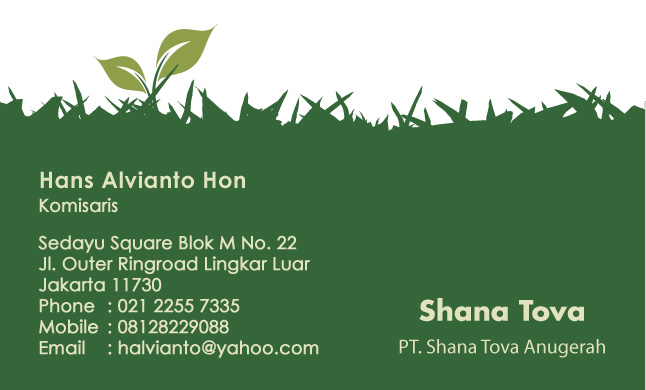 Hans Alvianto Hon
Komisaris
Sedayu Square Blok M No. 22
Jl. Outer Ringroad Lingkar Luar
Jakarta 11730
Phone : 021 2255 7335
Mobile : 08128229088
Email : halvianto@yahoo.com
Shana Tova
PT. Shana Tova Anugerah